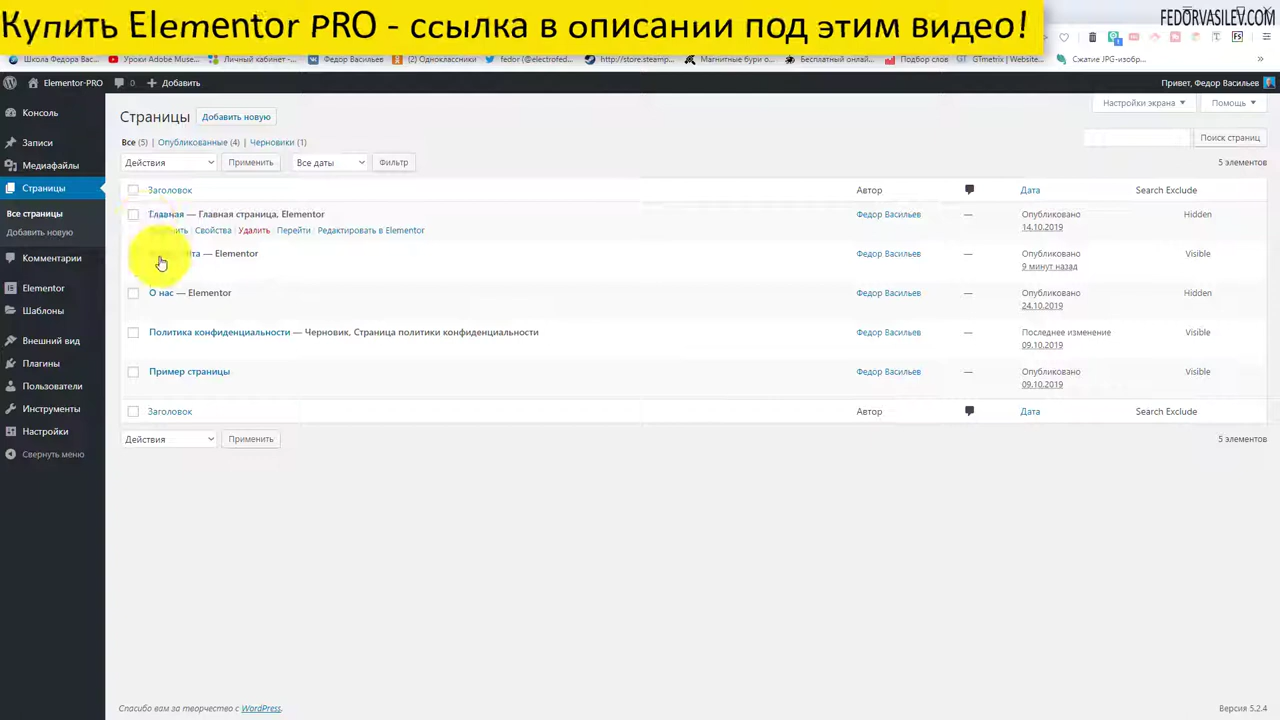 Купить Elementor PRO - ссылка в описании под этим видео!
FEDORVASILEV.COM
Школа Федора Вас... Уроки Adobe Muse... Личный кабинет -... Федор Васильев (2) Одноклассники fedor (@electrofed... http://store.steamp... Магнитные бури о... Бесплатный онлай... Подбор слов GTmetrix | Website... Сжатие JPG-изобр... »
Elementor-PRO 0 + Добавить Привет, Федор Васильев
Консоль
Записи
Медиафайлы
Страницы
Все страницы
Добавить новую
Комментарии
Elementor
Шаблоны
Внешний вид
Плагины
Пользователи
Инструменты
Настройки
Свернуть меню
Настройки экрана Помощь
Страницы Добавить новую
Все (5) | Опубликованные (4) | Черновики (1)
Поиск страниц
Действия Применить Все даты Фильтр 5 элементов
Заголовок Автор Дата Search Exclude
Главная — Главная страница, Elementor Федор Васильев — Опубликовано Hidden
14.10.2019
Свойства | Удалить | Перейти | Редактировать в Elementor
— Elementor Федор Васильев — Опубликовано Visible
9 минут назад
О нас — Elementor Федор Васильев — Опубликовано Hidden
24.10.2019
Политика конфиденциальности — Черновик, Страница политики конфиденциальности Федор Васильев — Последнее изменение Visible
09.10.2019
Пример страницы Федор Васильев — Опубликовано Visible
09.10.2019
Заголовок Автор Дата Search Exclude
Действия Применить 5 элементов
Спасибо вам за творчество с WordPress. Версия 5.2.4